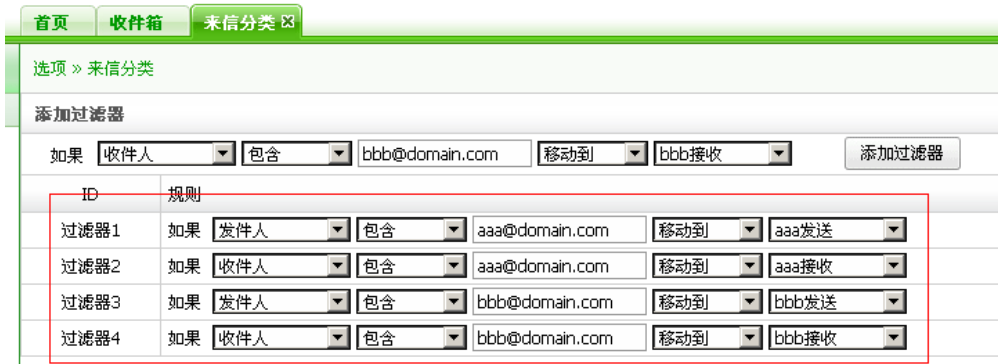 首页 收件箱 来信分类
选项 » 来信分类
添加过滤器
如果 收件人 包含 bbb@domain.com 移动到 bbb接收 添加过滤器
ID 规则
过滤器1 如果 发件人 包含 aaa@domain.com 移动到 aaa发送
过滤器2 如果 收件人 包含 aaa@domain.com 移动到 aaa接收
过滤器3 如果 发件人 包含 bbb@domain.com 移动到 bbb发送
过滤器4 如果 收件人 包含 bbb@domain.com 移动到 bbb接收